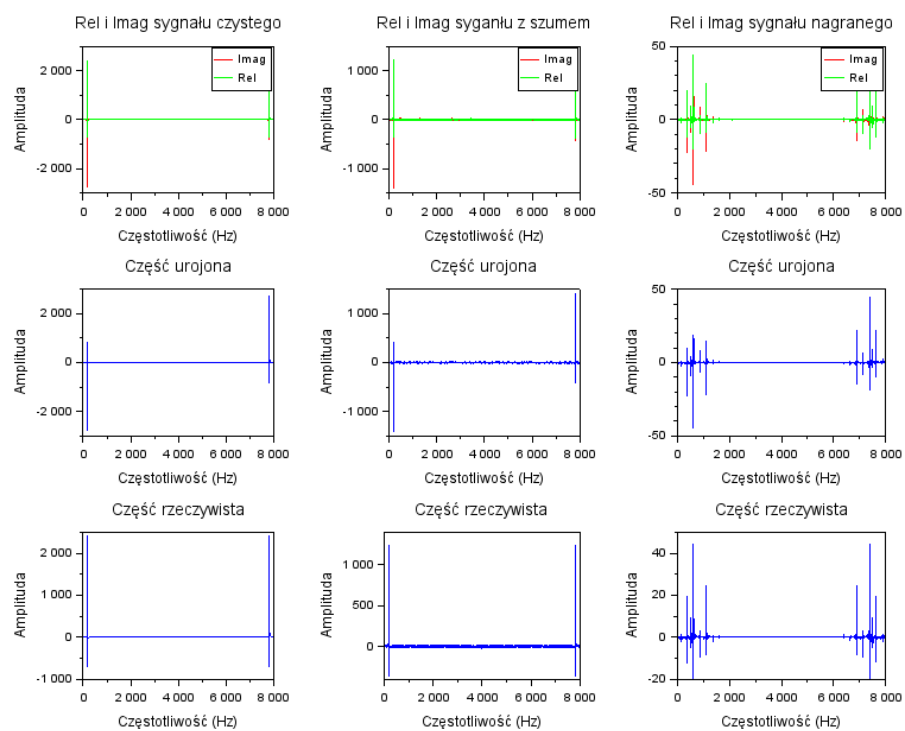 Rel i Imag sygnału czystego
2 000
0
-2 000
Amplituda
Imag
Rel
0 2 000 4 000 6 000 8 000
Częstotliwość (Hz)
Rel i Imag syganłu z szumem
1 000
0
-1 000
Amplituda
Imag
Rel
0 2 000 4 000 6 000 8 000
Częstotliwość (Hz)
Rel i Imag sygnału nagranego
50
0
-50
Amplituda
Imag
Rel
0 2 000 4 000 6 000 8 000
Częstotliwość (Hz)
Część urojona
2 000
0
-2 000
Amplituda
0 2 000 4 000 6 000 8 000
Częstotliwość (Hz)
Część urojona
1 000
0
-1 000
Amplituda
0 2 000 4 000 6 000 8 000
Częstotliwość (Hz)
Część urojona
50
0
-50
Amplituda
0 2 000 4 000 6 000 8 000
Częstotliwość (Hz)
Część rzeczywista
2 000
1 000
0
-1 000
Amplituda
0 2 000 4 000 6 000 8 000
Częstotliwość (Hz)
Część rzeczywista
1 000
500
0
Amplituda
0 2 000 4 000 6 000 8 000
Częstotliwość (Hz)
Część rzeczywista
40
20
0
-20
Amplituda
0 2 000 4 000 6 000 8 000
Częstotliwość (Hz)